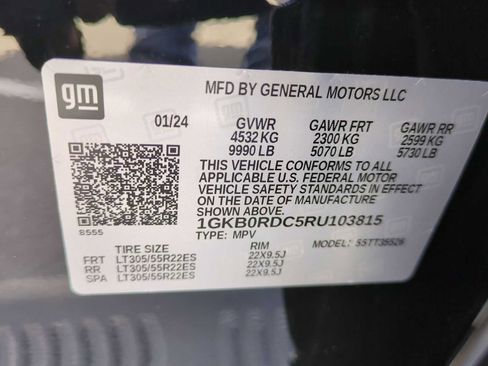 gm
MFD BY GENERAL MOTORS LLC
01/24 GVWR GAWR FRT GAWR RR
4532 KG 2300 KG 2599 KG
9990 LB 5070 LB 5730 LB
THIS VEHICLE CONFORMS TO ALL
APPLICABLE U.S. FEDERAL MOTOR
VEHICLE SAFETY STANDARDS IN EFFECT
ON THE DATE OF MANUFACTURE SHOWN ABOVE.
1GKB0RDC5RU103815
8555 TYPE: MPV MODEL: 55TT35526
TIRE SIZE RIM
FRT LT305/55R22ES 22X9.5J
RR LT305/55R22ES 22X9.5J
SPA LT305/55R22ES 22X9.5J